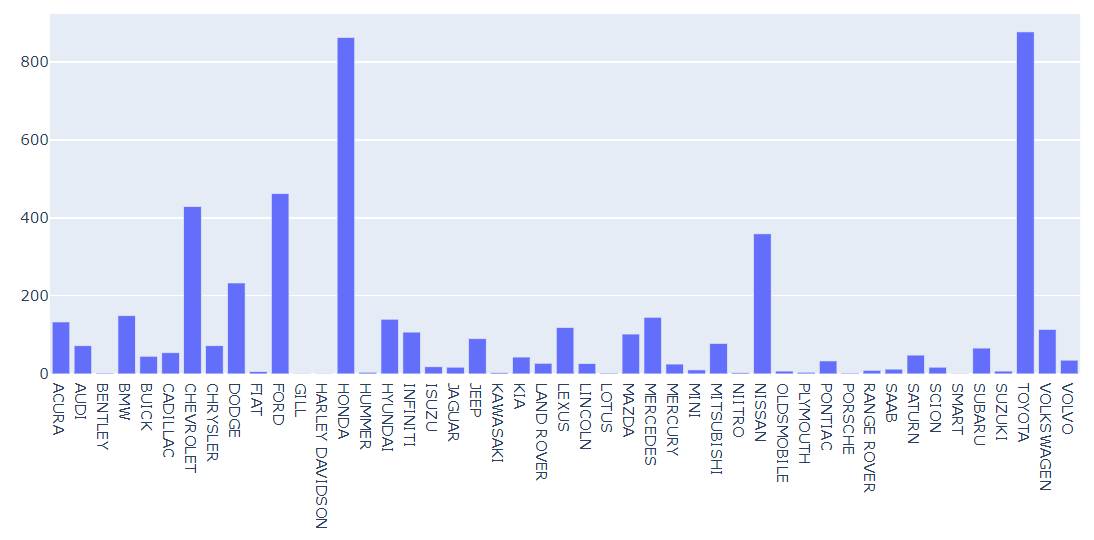 800
600
400
200
0
ACURA
AUDI
BENTLEY
BMW
BUICK
CADILLAC
CHEVROLET
CHRYSLER
DODGE
FIAT
FORD
GILL
HARLEY DAVIDSON
HONDA
HUMMER
HYUNDAI
INFINITI
ISUZU
JAGUAR
JEEP
KAWASAKI
KIA
LAND ROVER
LEXUS
LINCOLN
LOTUS
MAZDA
MERCEDES
MERCURY
MINI
MITSUBISHI
NIITRO
NISSAN
OLDSMOBILE
PLYMOUTH
PONTIAC
PORSCHE
RANGE ROVER
SAAB
SATURN
SCION
SMART
SUBARU
SUZUKI
TOYOTA
VOLKSWAGEN
VOLVO